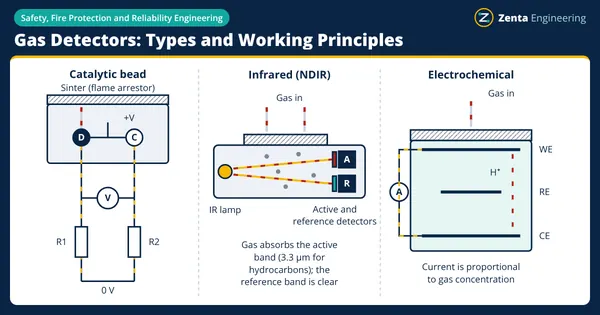 Safety, Fire Protection and Reliability Engineering
Zenta Engineering
Gas Detectors: Types and Working Principles
Catalytic bead
Sinter (flame arrestor)
+V
D
C
V
R1
R2
0 V
Infrared (NDIR)
Gas in
A
R
IR lamp
Active and
reference detectors
Gas absorbs the active
band (3.3 μm for
hydrocarbons); the
reference band is clear
Electrochemical
Gas in
WE
H⁺
A
RE
CE
Current is proportional
to gas concentration